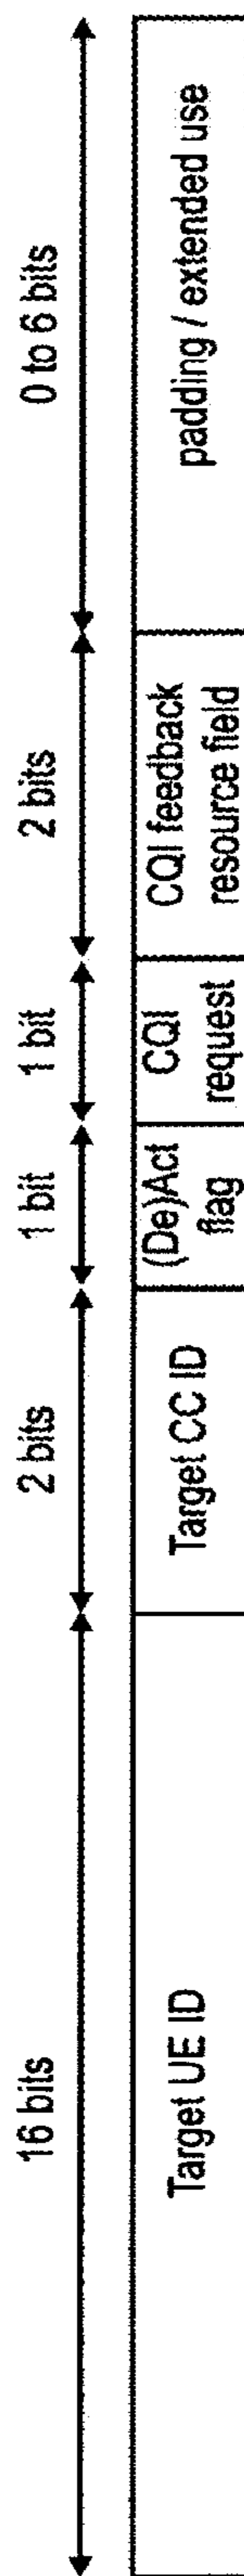 16 bits
2 bits
1 bit
1 bit
2 bits
0 to 6 bits
Target UE ID
Target CC ID
(De)Act
flag
CQI
request
CQI feedback
resource field
padding / extended use